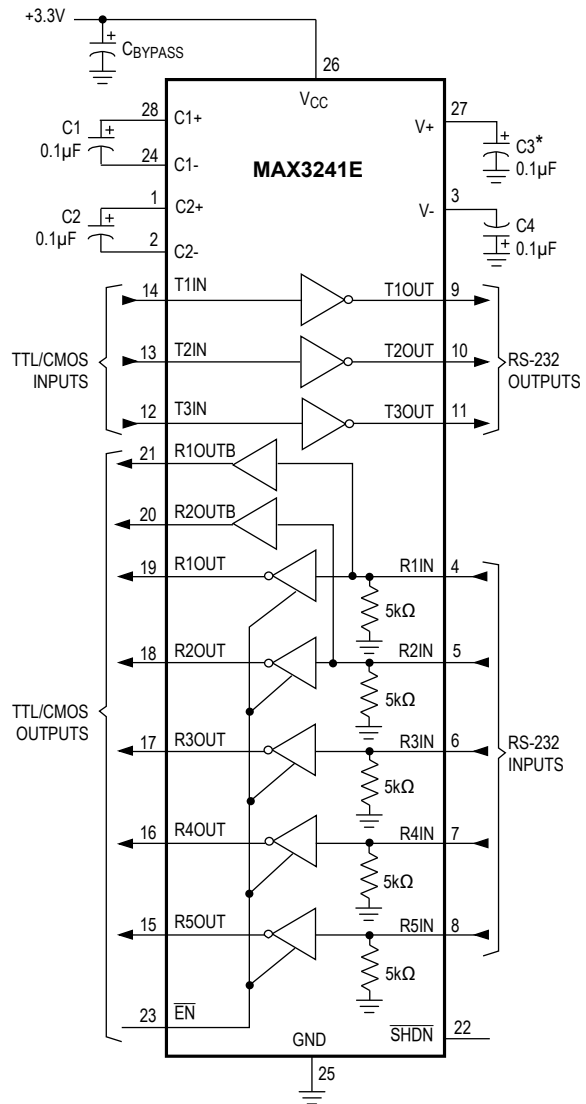 +3.3V
CBYPASS
26
VCC
28
C1+
C1
0.1µF
24
C1-
MAX3241E
27
V+
C3*
0.1µF
1
C2+
C2
0.1µF
2
C2-
3
V-
C4
0.1µF
14 T1IN T1OUT 9
TTL/CMOS
INPUTS
13 T2IN T2OUT 10
RS-232
OUTPUTS
12 T3IN T3OUT 11
21 R1OUTB
20 R2OUTB
19 R1OUT R1IN 4
5kΩ
18 R2OUT R2IN 5
5kΩ
TTL/CMOS
OUTPUTS
17 R3OUT R3IN 6
RS-232
INPUTS
5kΩ
16 R4OUT R4IN 7
5kΩ
15 R5OUT R5IN 8
5kΩ
23 E̅N̅
GND
S̅H̅D̅N̅ 22
25